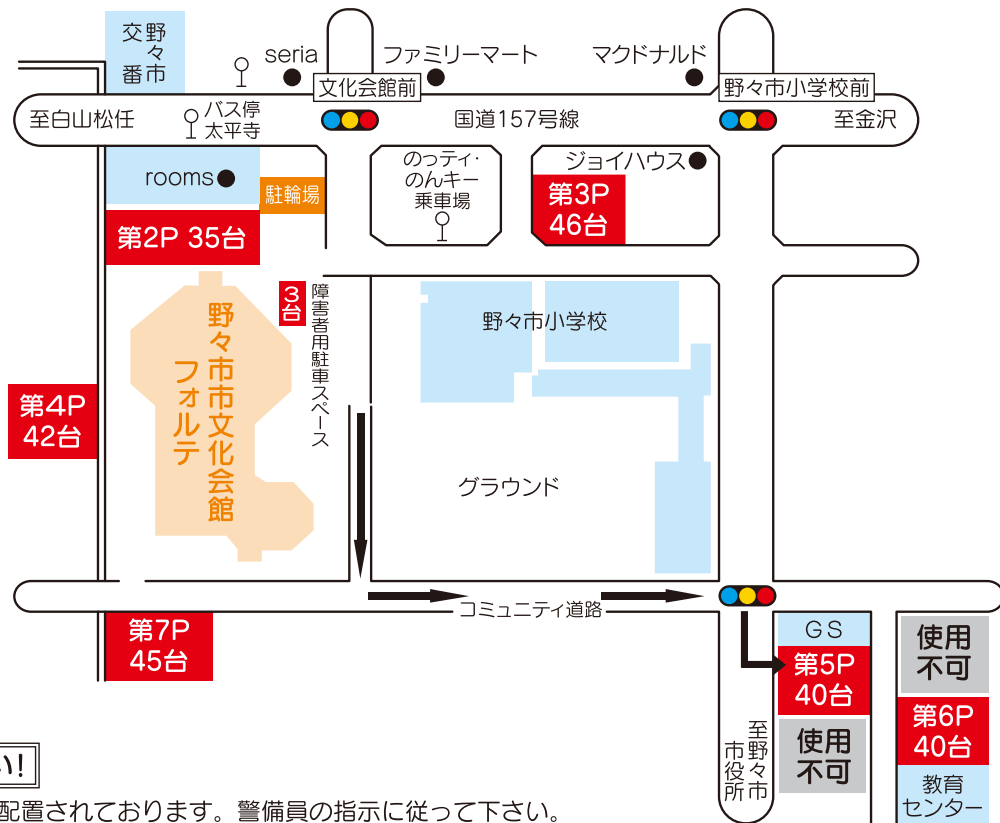 野々市
交番
seria
ファミリーマート
マクドナルド
文化会館前
野々市小学校前
至白山松任
バス停
太平寺
国道157号線
至金沢
rooms
駐輪場
のっティ・
のんキー
乗車場
ジョイハウス
第3P
46台
第2P 35台
3台
障害者用駐車スペース
野々市市文化会館
フォルテ
野々市小学校
第4P
42台
グラウンド
コミュニティ道路
第7P
45台
GS
第5P
40台
使用
不可
使用
不可
第6P
40台
至野々市
市役所
教育
センター
い!
配置されております。警備員の指示に従って下さい。